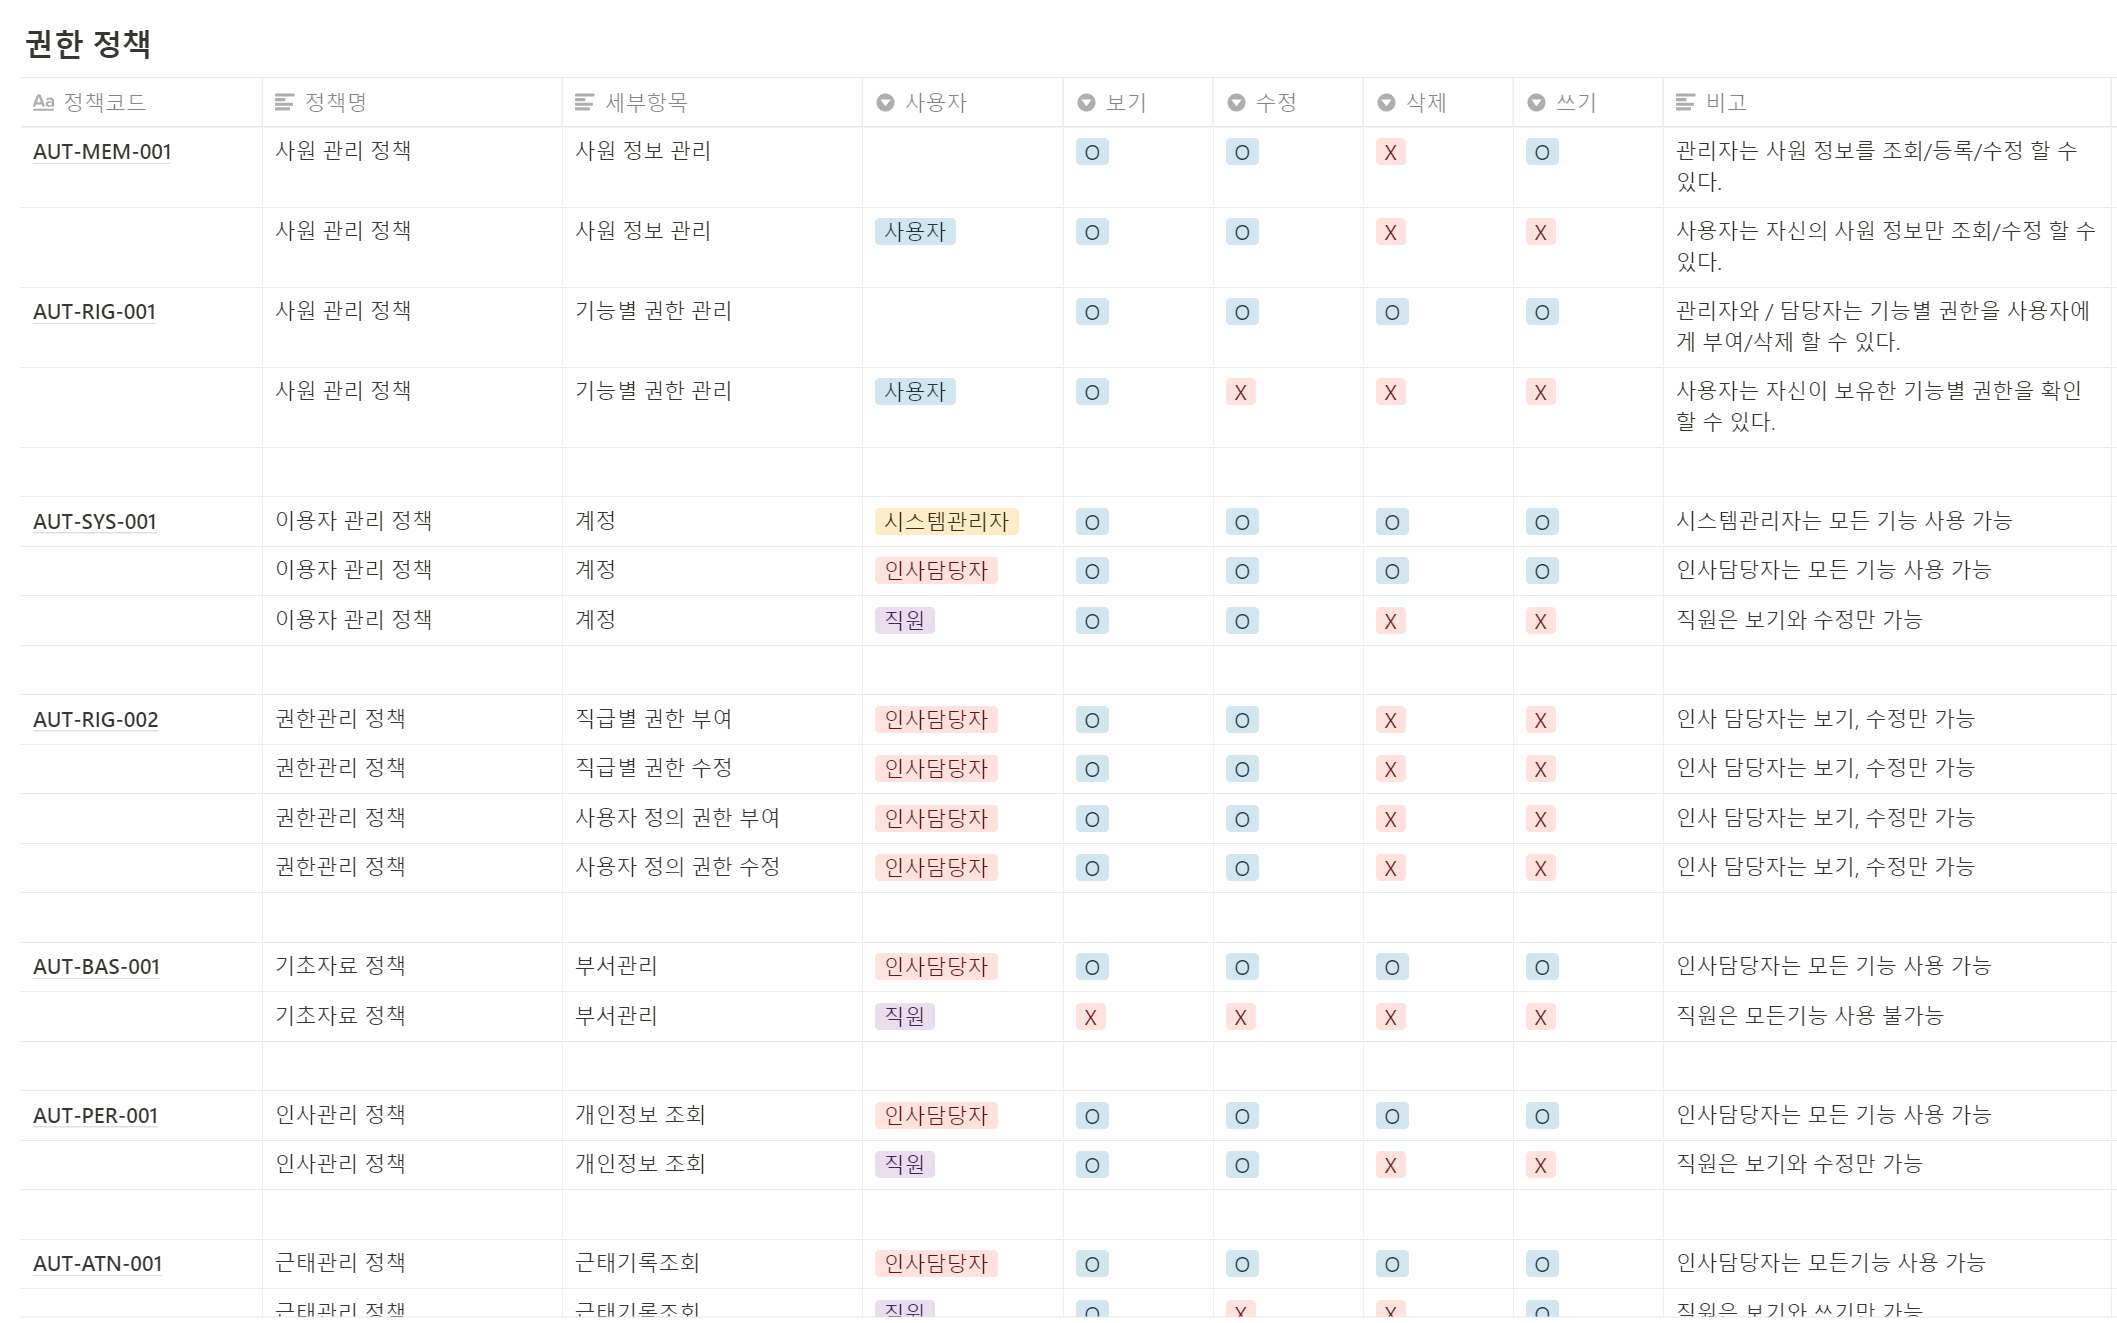 권한 정책
Aa 정책코드 정책명 세부항목 사용자 보기 수정 삭제 쓰기 비고
AUT-MEM-001 사원 관리 정책 사원 정보 관리 O O X O 관리자는 사원 정보를 조회/등록/수정 할 수
있다.
사원 관리 정책 사원 정보 관리 사용자 O O X X 사용자는 자신의 사원 정보만 조회/수정 할 수
있다.
AUT-RIG-001 사원 관리 정책 기능별 권한 관리 O O O O 관리자와 / 담당자는 기능별 권한을 사용자에
게 부여/삭제 할 수 있다.
사원 관리 정책 기능별 권한 관리 사용자 O X X X 사용자는 자신이 보유한 기능별 권한을 확인
할 수 있다.
AUT-SYS-001 이용자 관리 정책 계정 시스템관리자 O O O O 시스템관리자는 모든 기능 사용 가능
이용자 관리 정책 계정 인사담당자 O O O O 인사담당자는 모든 기능 사용 가능
이용자 관리 정책 계정 직원 O O X X 직원은 보기와 수정만 가능
AUT-RIG-002 권한관리 정책 직급별 권한 부여 인사담당자 O O X X 인사 담당자는 보기, 수정만 가능
권한관리 정책 직급별 권한 수정 인사담당자 O O X X 인사 담당자는 보기, 수정만 가능
권한관리 정책 사용자 정의 권한 부여 인사담당자 O O X X 인사 담당자는 보기, 수정만 가능
권한관리 정책 사용자 정의 권한 수정 인사담당자 O O X X 인사 담당자는 보기, 수정만 가능
AUT-BAS-001 기초자료 정책 부서관리 인사담당자 O O O O 인사담당자는 모든 기능 사용 가능
기초자료 정책 부서관리 직원 X X X X 직원은 모든기능 사용 불가능
AUT-PER-001 인사관리 정책 개인정보 조회 인사담당자 O O O O 인사담당자는 모든 기능 사용 가능
인사관리 정책 개인정보 조회 직원 O O X X 직원은 보기와 수정만 가능
AUT-ATN-001 근태관리 정책 근태기록조회 인사담당자 O O O O 인사담당자는 모든기능 사용 가능
근태관리 정책 근태기록조회 직원 O X X O 직원은 보기와 쓰기만 가능